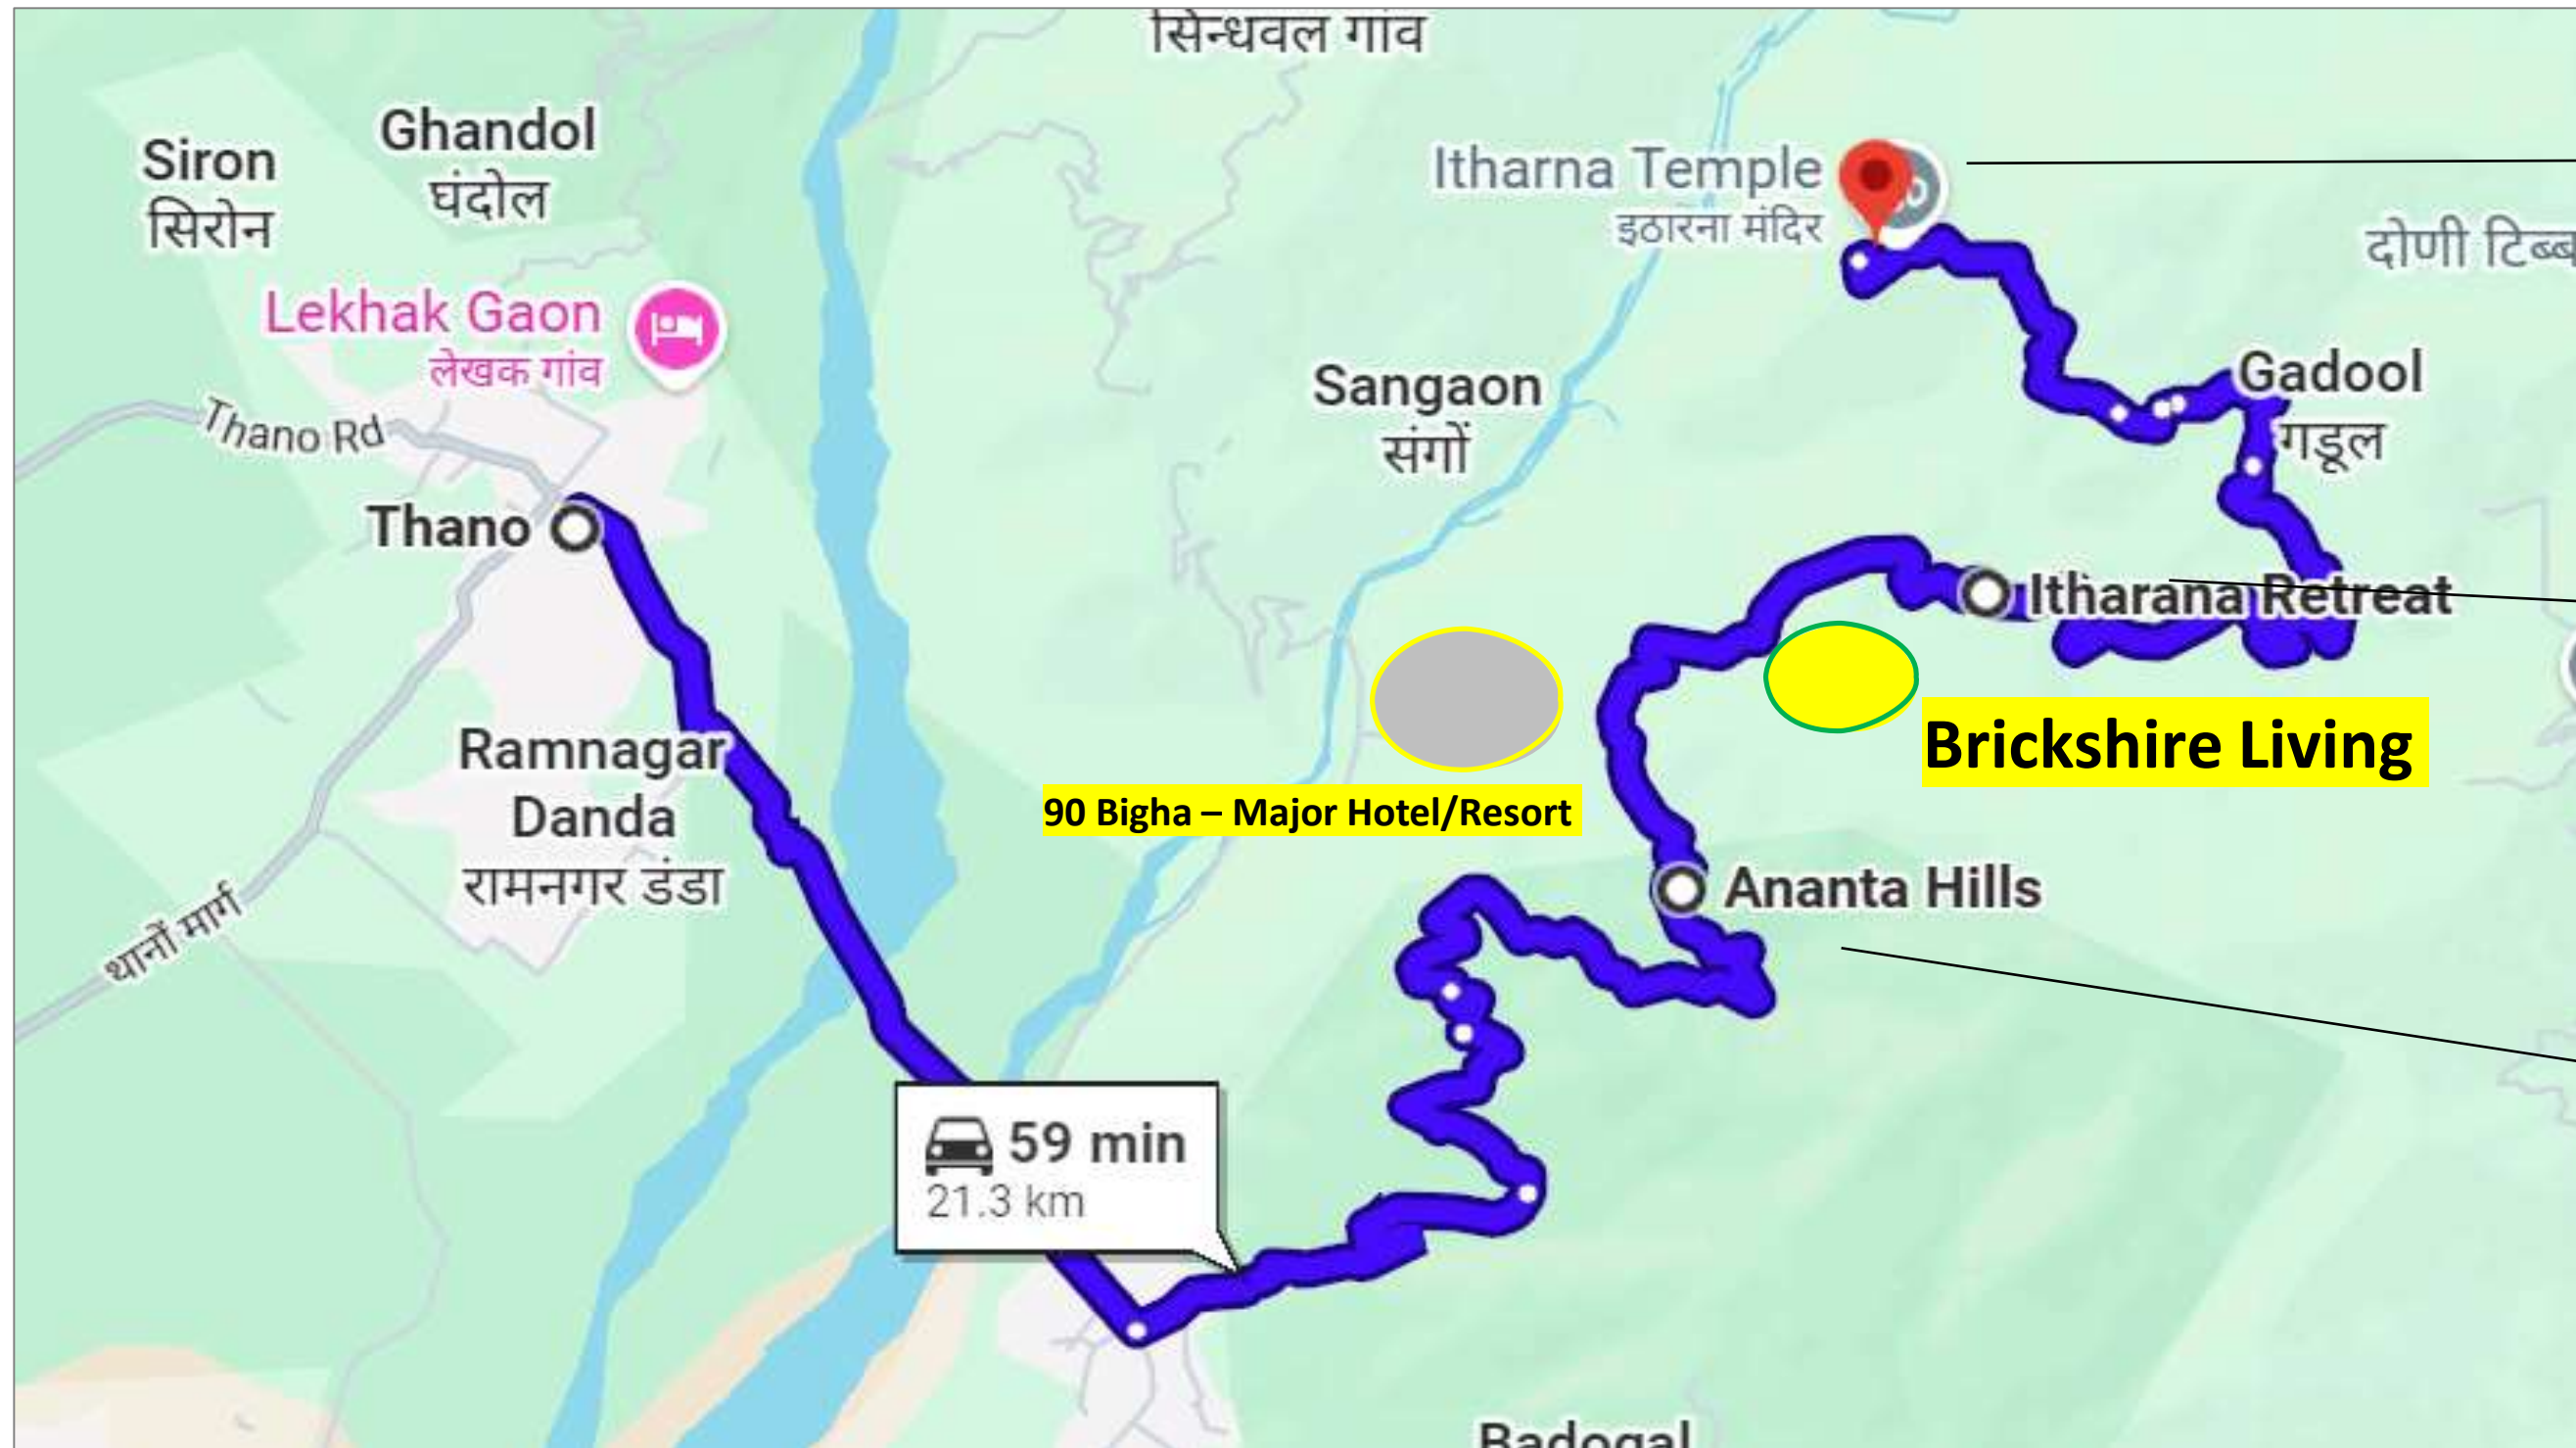 सिन्धवल गांव
Ghandol
घंदोल
Siron
सिरोन
Itharna Temple
इठारना मंदिर
Lekhak Gaon
लेखक गांव
Gadool
गडूल
Sangaon
संगों
Thano Rd
Thano
Itharana Retreat
Brickshire Living
Ramnagar
Danda
रामनगर डंडा
90 Bigha – Major Hotel/Resort
Ananta Hills
थानों मार्ग
59 min
21.3 km